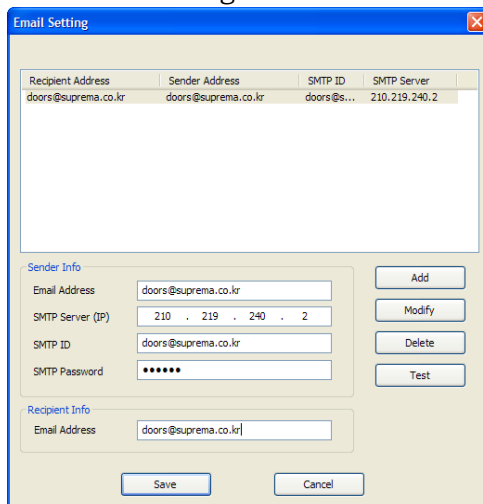 Email Setting
Recipient Address Sender Address SMTP ID SMTP Server
doors@suprema.co.kr doors@suprema.co.kr doors@s... 210.219.240.2
Sender Info
Email Address doors@suprema.co.kr
SMTP Server (IP) 210 . 219 . 240 . 2
SMTP ID doors@suprema.co.kr
SMTP Password ●●●●●●
Add
Modify
Delete
Test
Recipient Info
Email Address doors@suprema.co.kr
Save Cancel